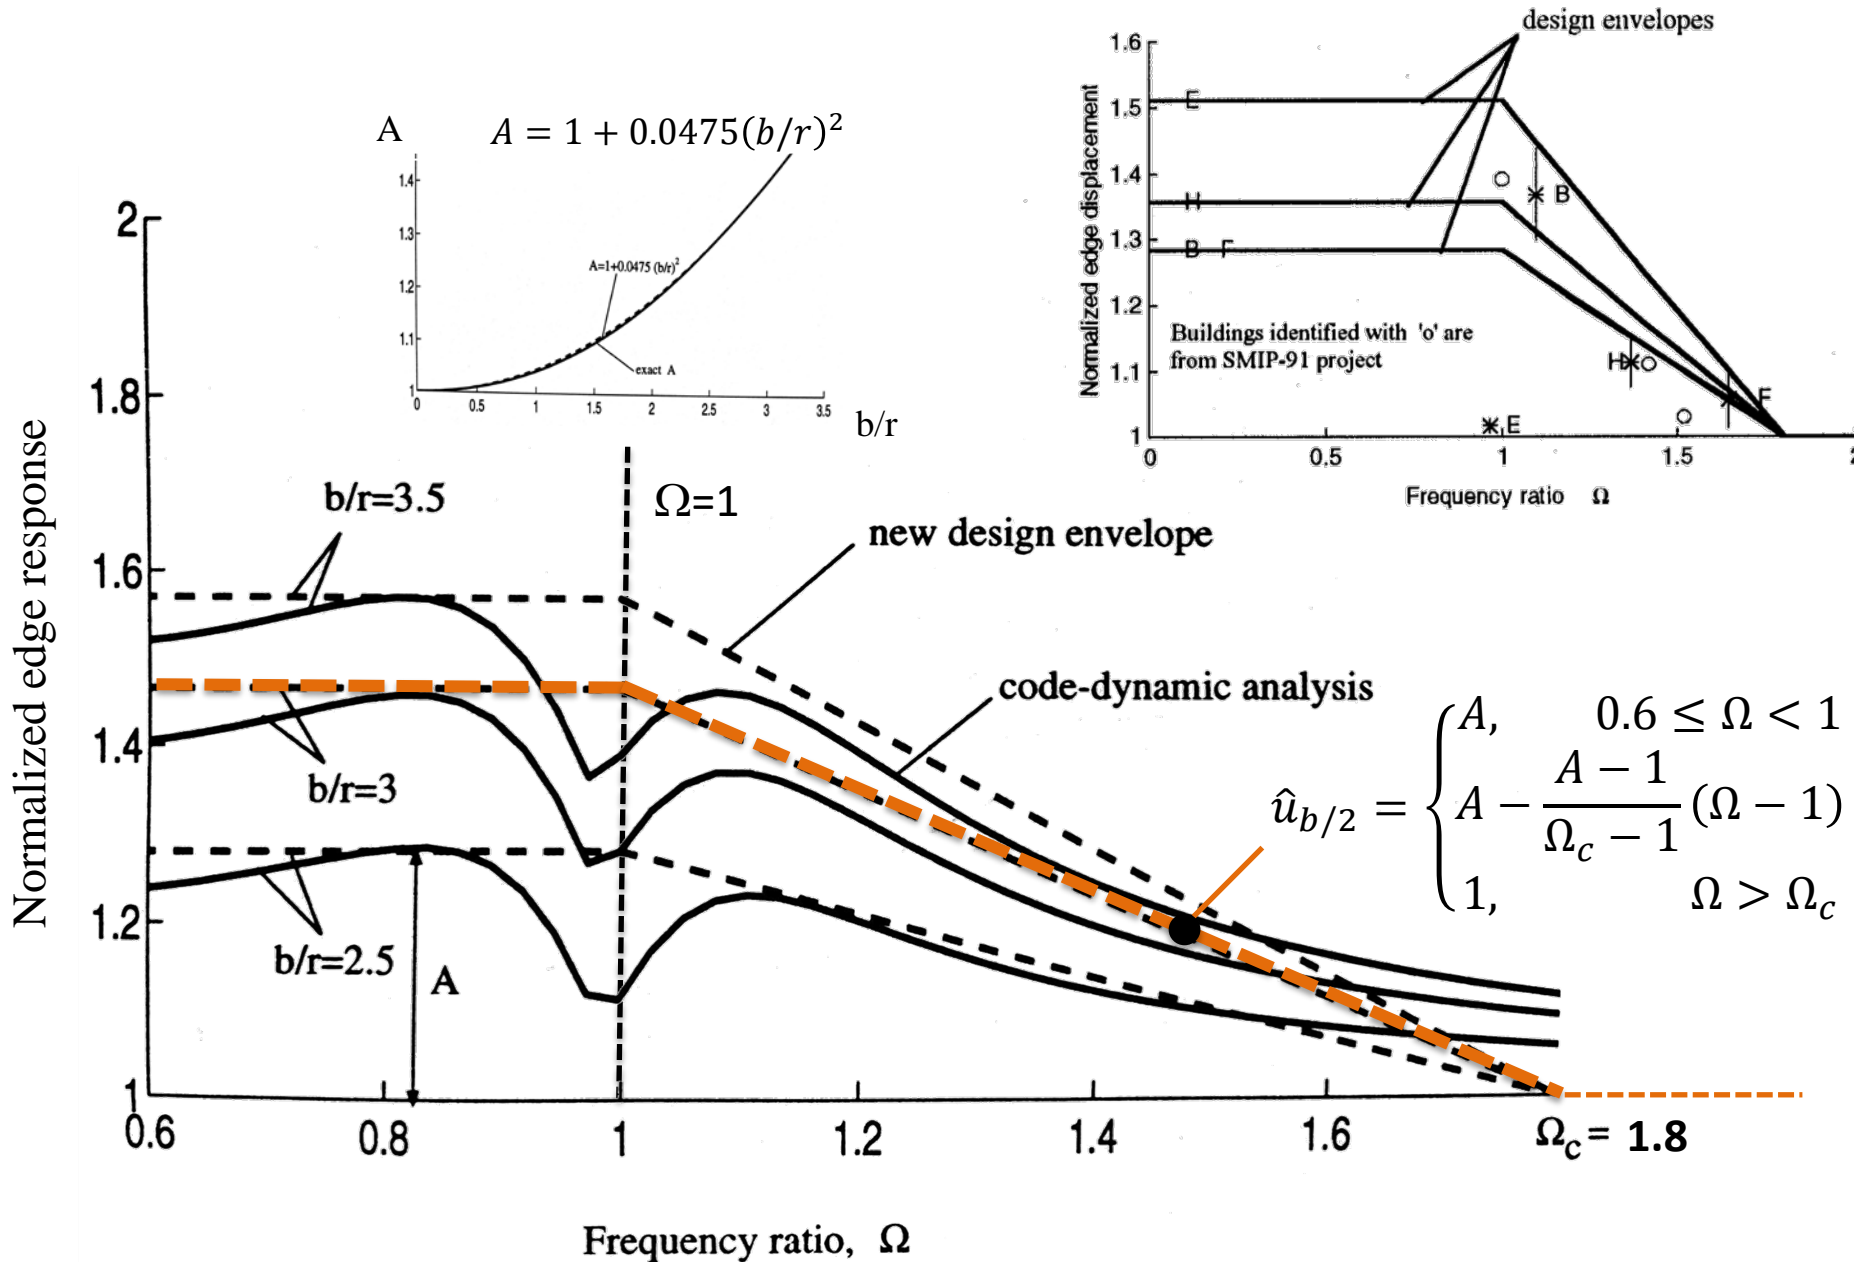 design envelopes
1.6
1.5
1.4
1.3
1.2
1.1
1
Normalized edge displacement
E
H
B F
B
H
F
E
Buildings identified with 'o' are
from SMIP-91 project
0 0.5 1 1.5 2
Frequency ratio Ω
A
A = 1 + 0.0475(b/r)²
1.4
1.3
1.2
1.1
1
A=1+0.0475 (b/r)²
exact A
0 0.5 1 1.5 2 2.5 3 3.5
b/r
Normalized edge response
2
1.8
1.6
1.4
1.2
1
b/r=3.5
Ω=1
new design envelope
code-dynamic analysis
b/r=3
b/r=2.5
A
û_{b/2} = { A, 0.6 ≤ Ω < 1
A − \frac{A − 1}{Ω_c − 1} (Ω − 1)
1, Ω > Ω_c
0.6 0.8 1 1.2 1.4 1.6 Ω_c = 1.8
Frequency ratio, Ω